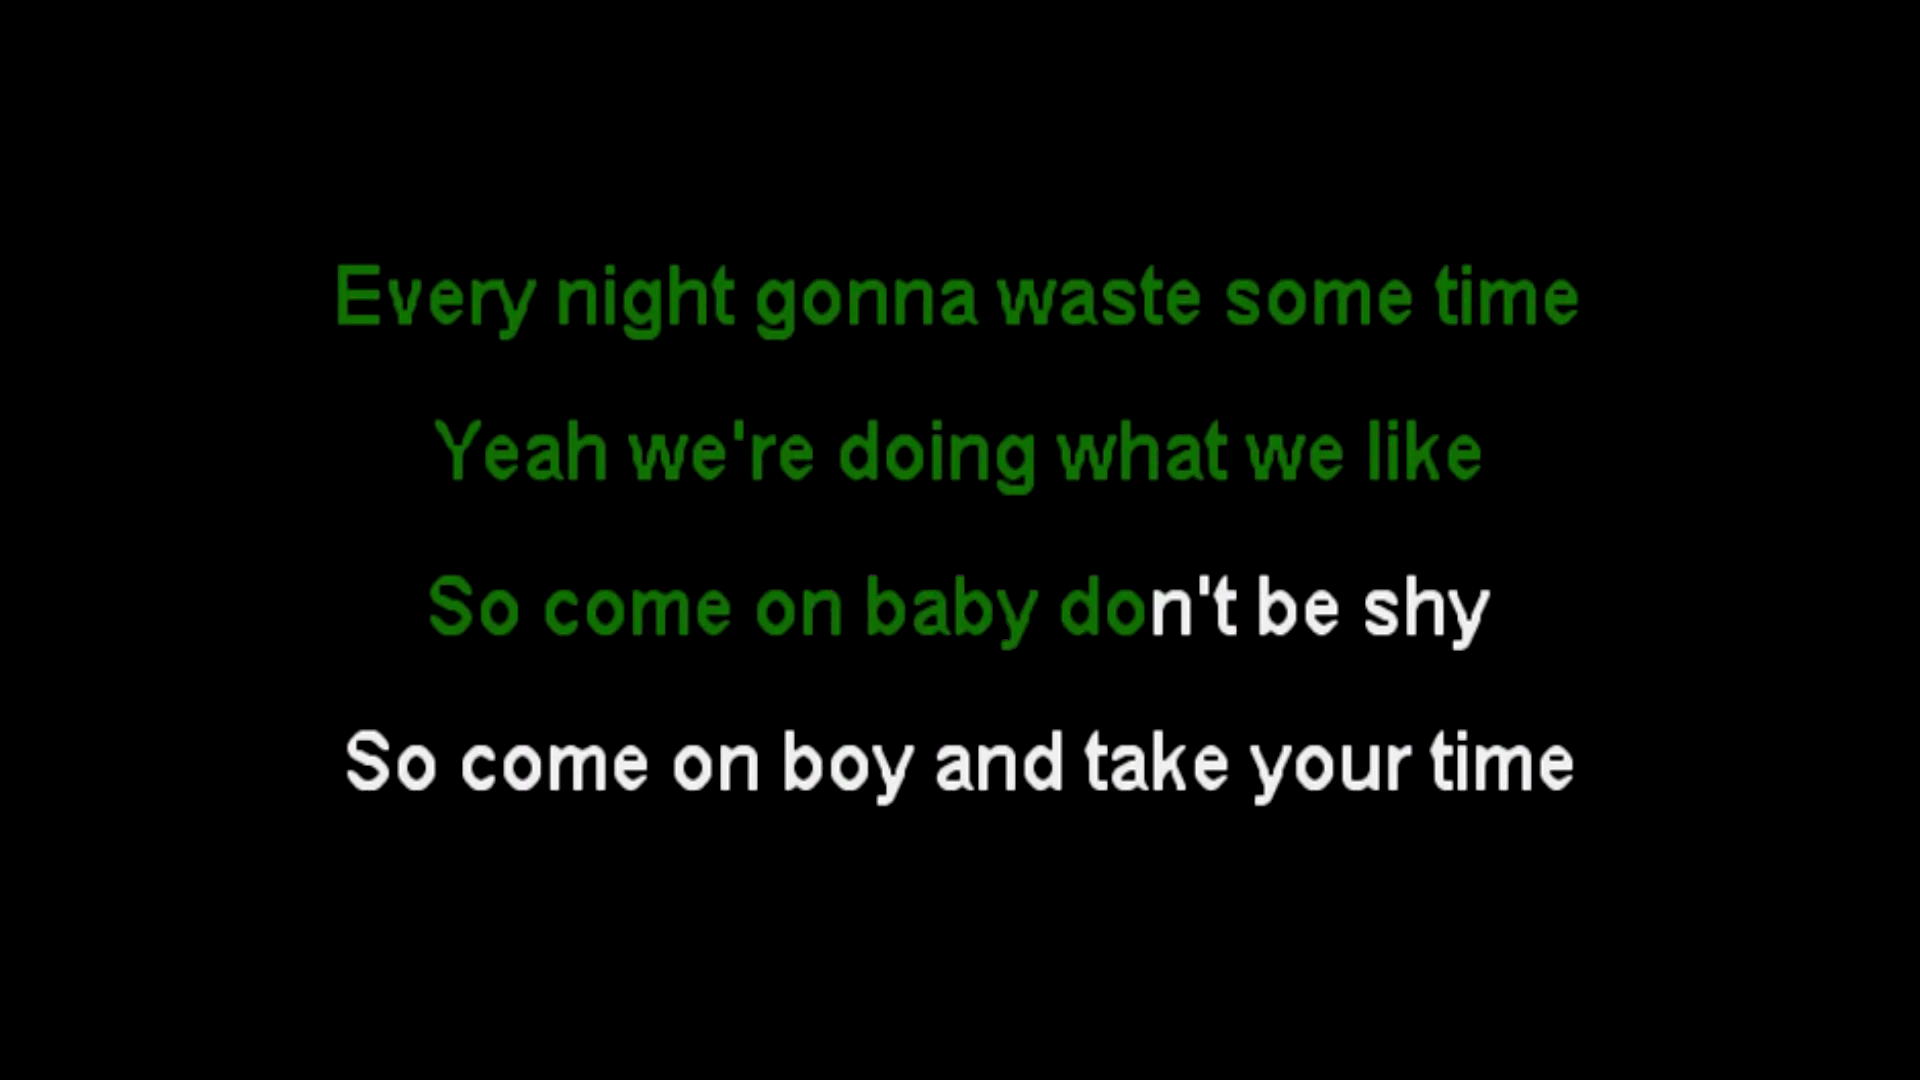 Every night gonna waste some time
Yeah we're doing what we like
So come on baby don't be shy
So come on boy and take your time